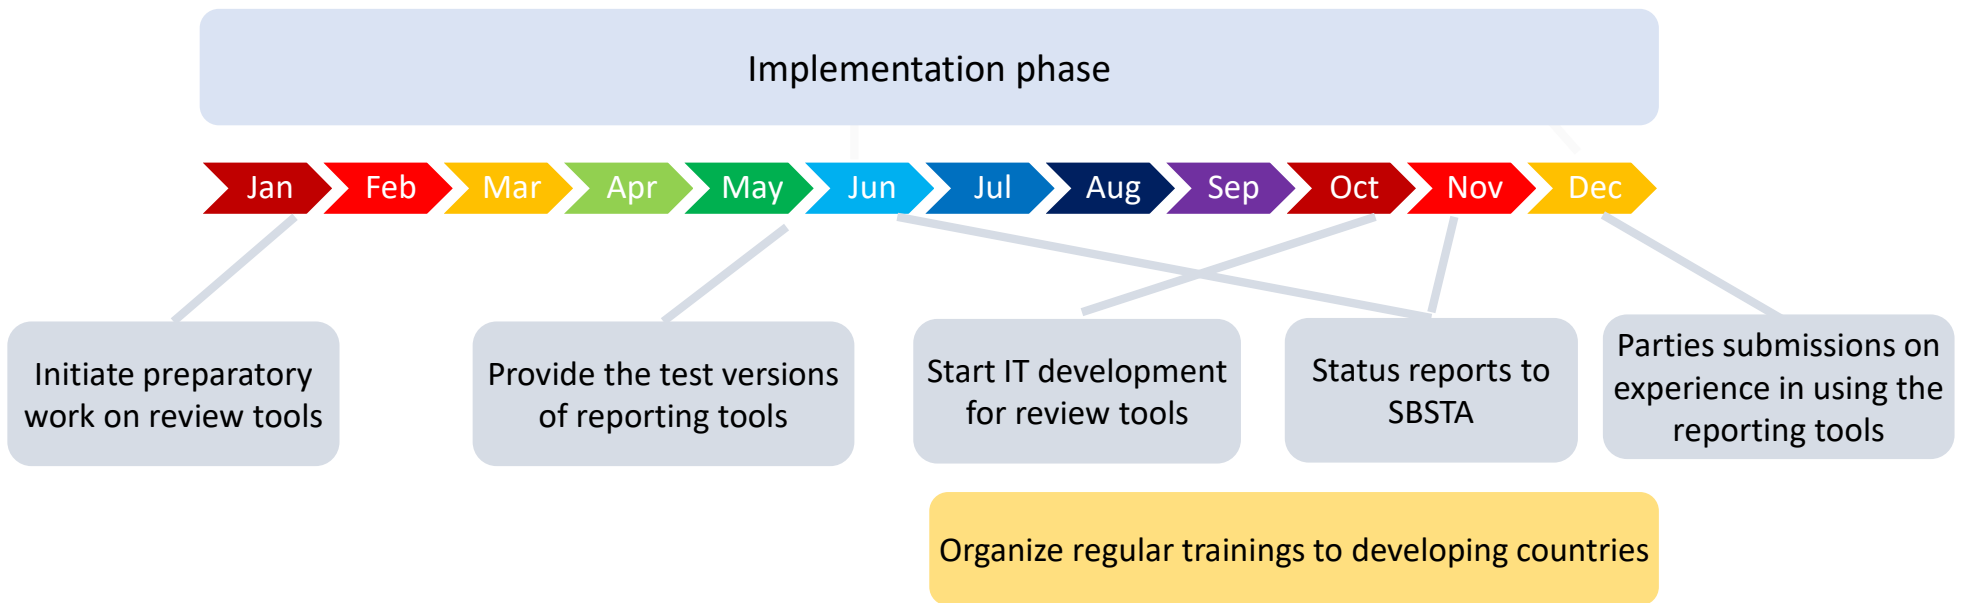 Implementation phase
Jan Feb Mar Apr May Jun Jul Aug Sep Oct Nov Dec
Initiate preparatory
work on review tools
Provide the test versions
of reporting tools
Start IT development
for review tools
Status reports to
SBSTA
Parties submissions on
experience in using the
reporting tools
Organize regular trainings to developing countries